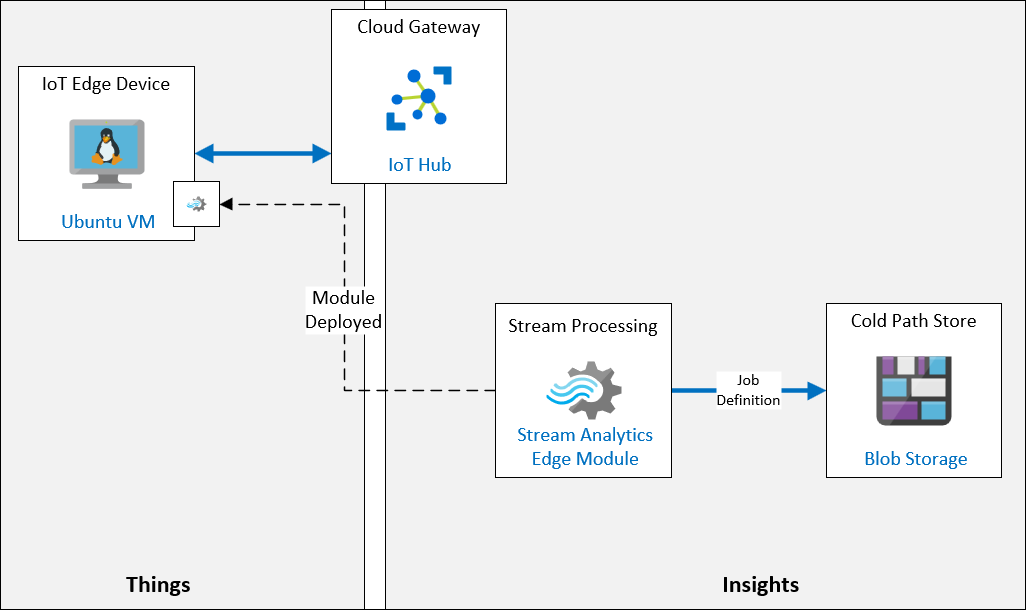 Cloud Gateway
IoT Hub
IoT Edge Device
Ubuntu VM
Module
Deployed
Stream Processing
Stream Analytics
Edge Module
Job
Definition
Cold Path Store
Blob Storage
Things
Insights